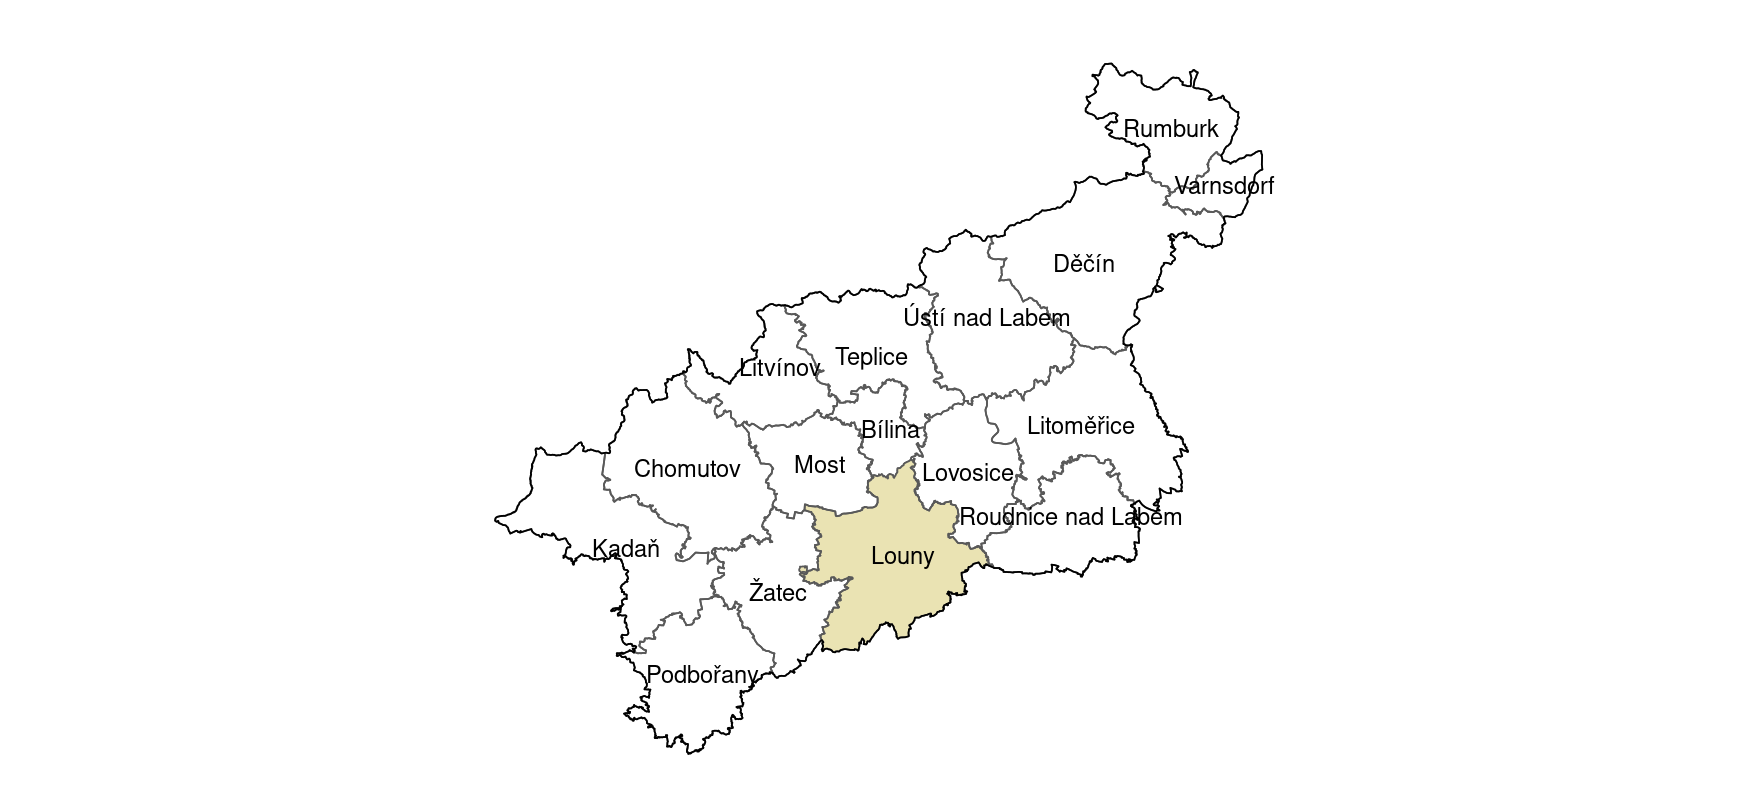 Rumburk
Varnsdorf
Děčín
Ústí nad Labem
Teplice
Litvínov
Litoměřice
Bílina
Most
Chomutov
Lovosice
Roudnice nad Labem
Kadaň
Louny
Žatec
Podbořany